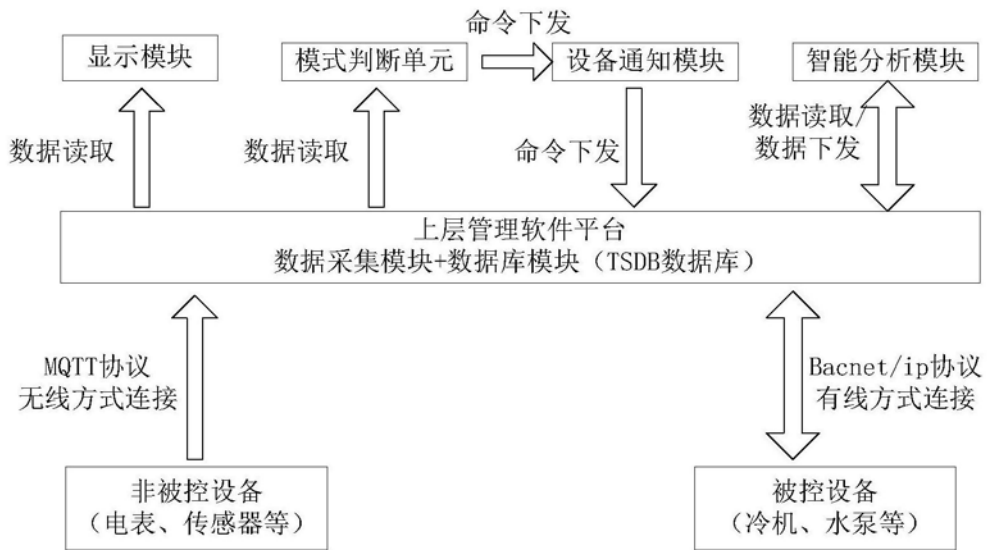 命令下发
显示模块
模式判断单元
设备通知模块
智能分析模块
数据读取
数据读取
命令下发
数据读取/
数据下发
上层管理软件平台
数据采集模块+数据库模块（TSDB数据库）
MQTT协议
无线方式连接
Bacnet/ip协议
有线方式连接
非被控设备
（电表、传感器等）
被控设备
（冷机、水泵等）